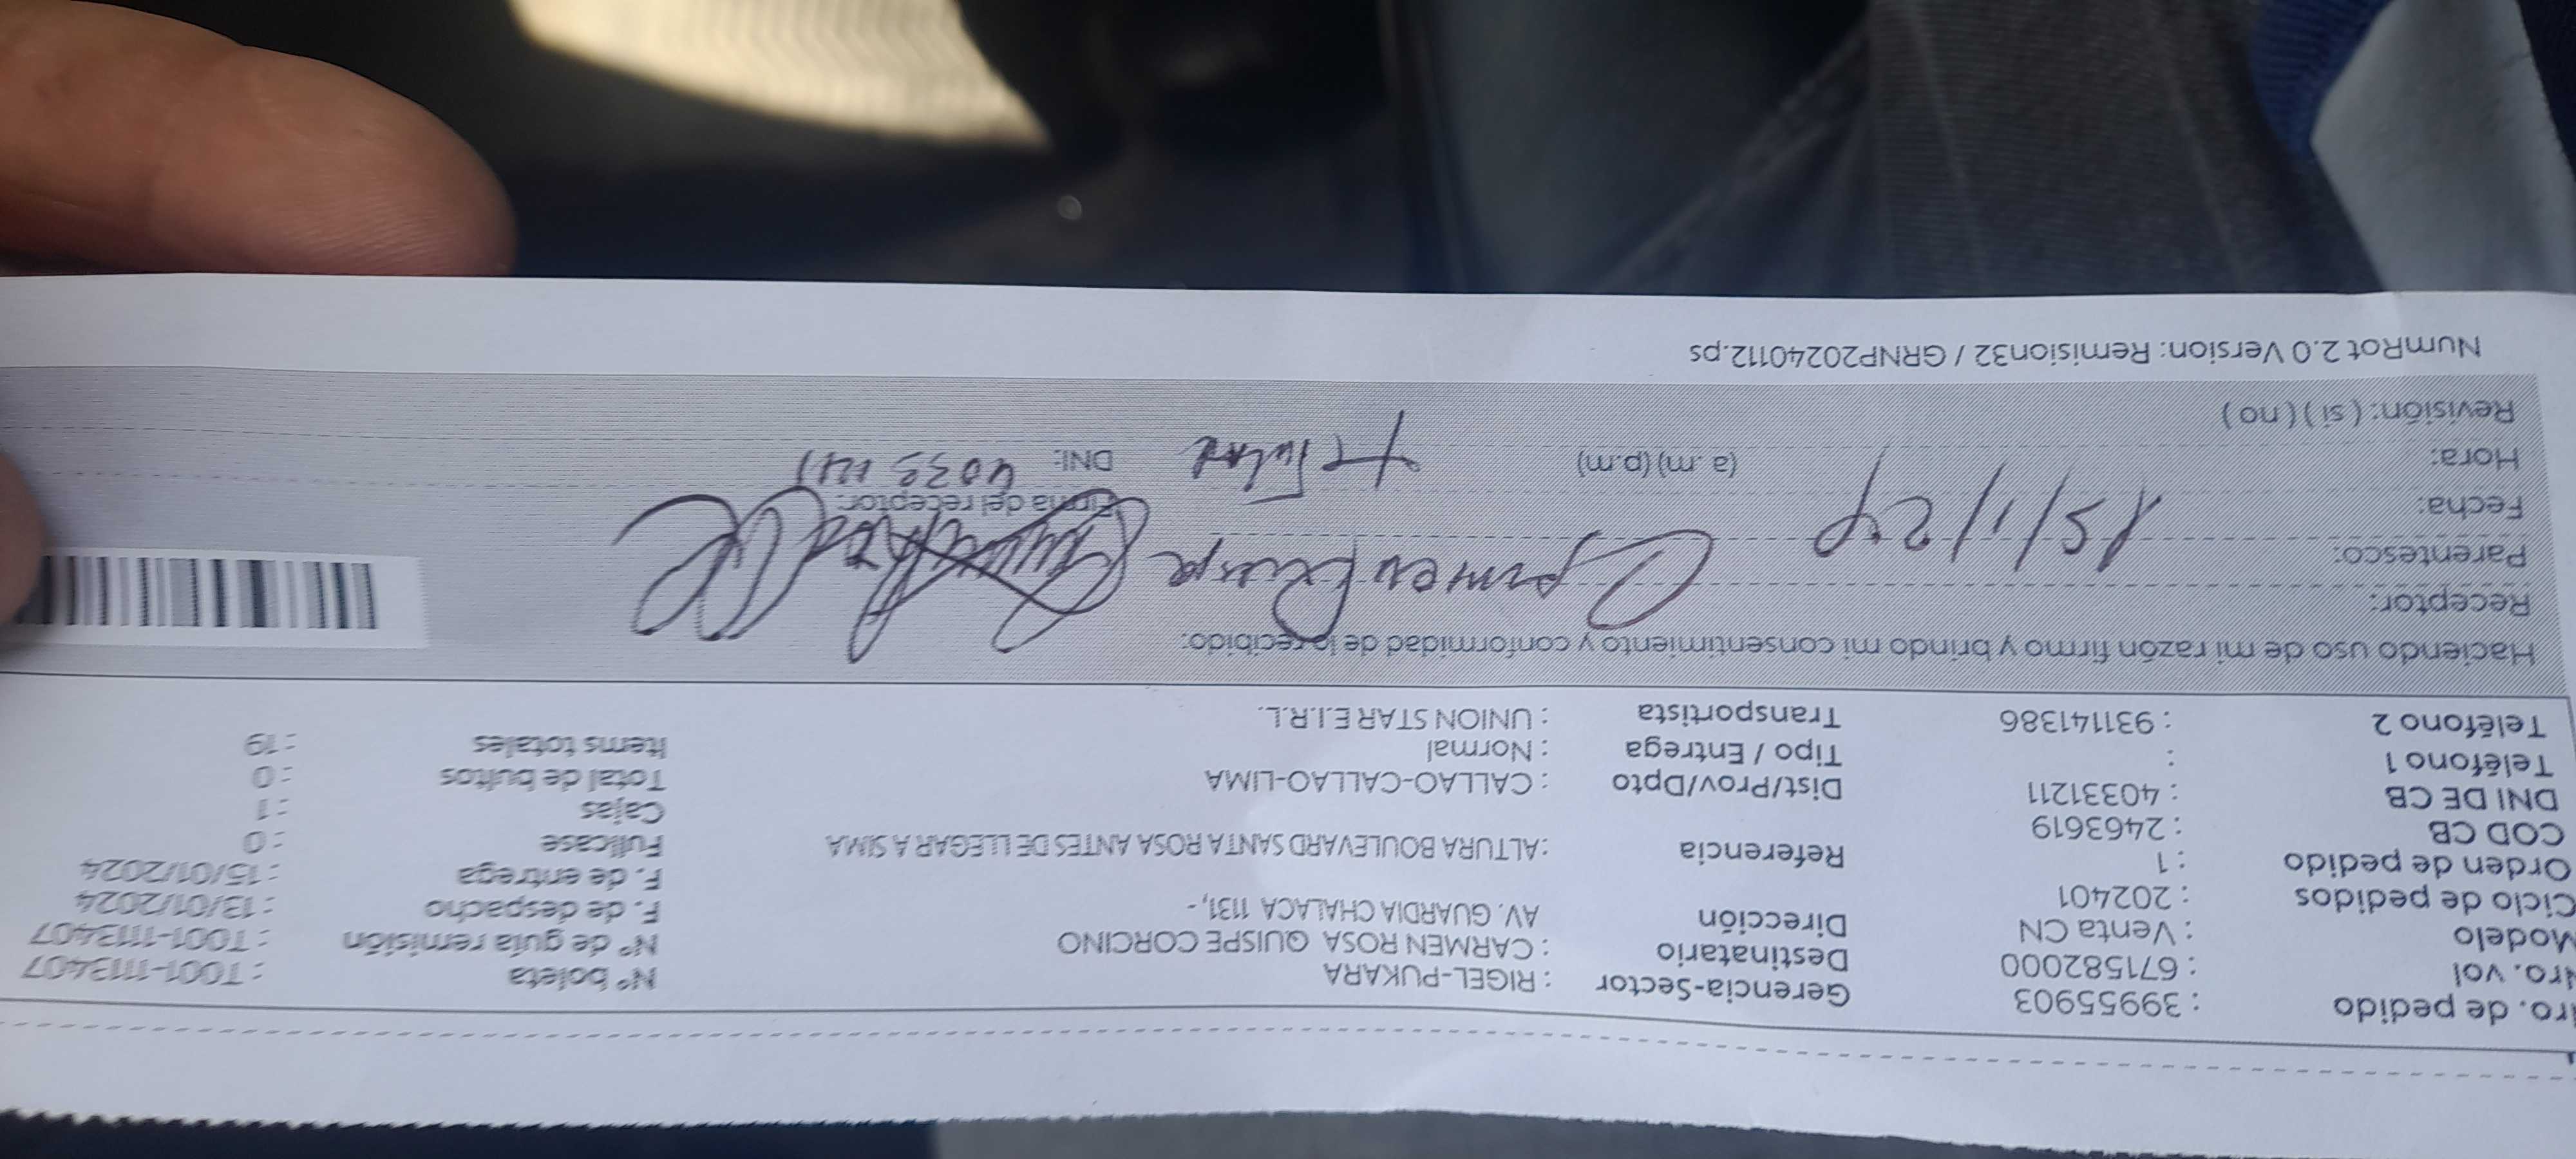 Nro. de pedido : 39955903 Gerencia-Sector : RIGEL-PUKARA N° boleta : T001-11113407
Nro. vol : 671582000 Destinatario : CARMEN ROSA QUISPE CORCINO N° de guía remisión : T001-11113407
Modelo : Venta CN Dirección AV. GUARDIA CHALACA 1131, - F. de despacho : 13/01/2024
Ciclo de pedidos : 202401 F. de entrega : 15/01/2024
Orden de pedido : 1 Referencia : ALTURA BOULEVARD SANTA ROSA ANTES DE LLEGAR A SIMA Fullcase : 0
COD CB : 2463619 Cajas : 1
DNI DE CB : 40331211 Dist/Prov/Dpto : CALLAO-CALLAO-LIMA Total de bultos : 0
Teléfono 1 : Tipo / Entrega : Normal Items totales : 19
Teléfono 2 : 931141386 Transportista : UNION STAR E.I.R.L.
Haciendo uso de mi razón firmo y brindo mi consentimiento y conformidad de lo recibido:
Receptor: Carmen Quispe
Parentesco:
Fecha: 15/1/24 Firma del receptor:
Hora: (a.m) (p.m) Titular DNI:
Revisión: ( si ) ( no )
NumRot 2.0 Version: Remision32 / GRNP20240112.ps